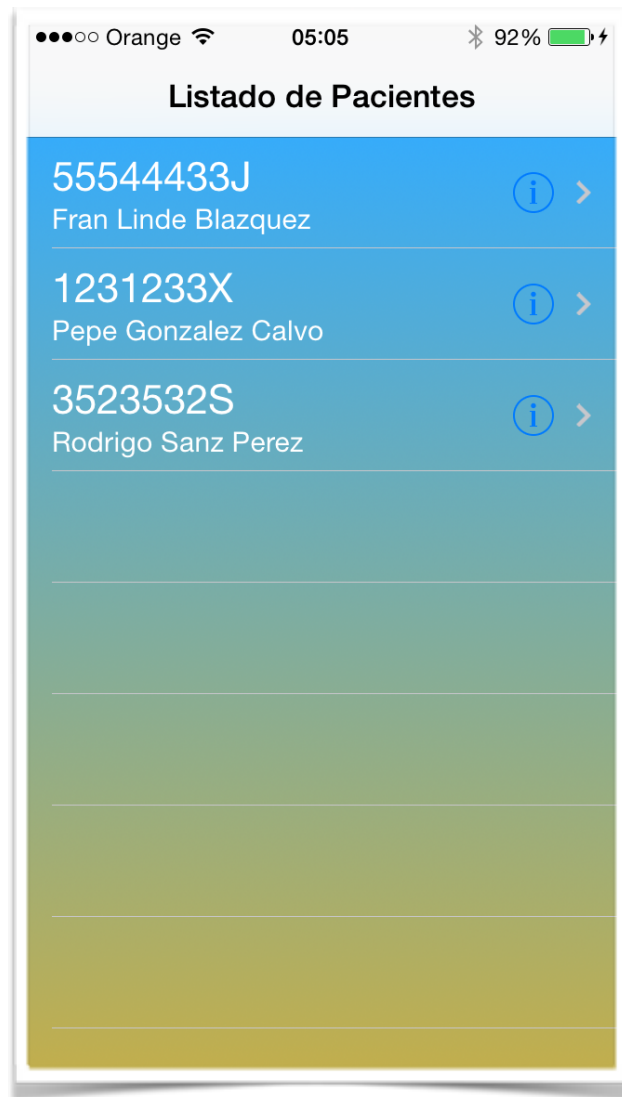 Orange 05:05 92%
Listado de Pacientes
55544433J
Fran Linde Blazquez
1231233X
Pepe Gonzalez Calvo
3523532S
Rodrigo Sanz Perez